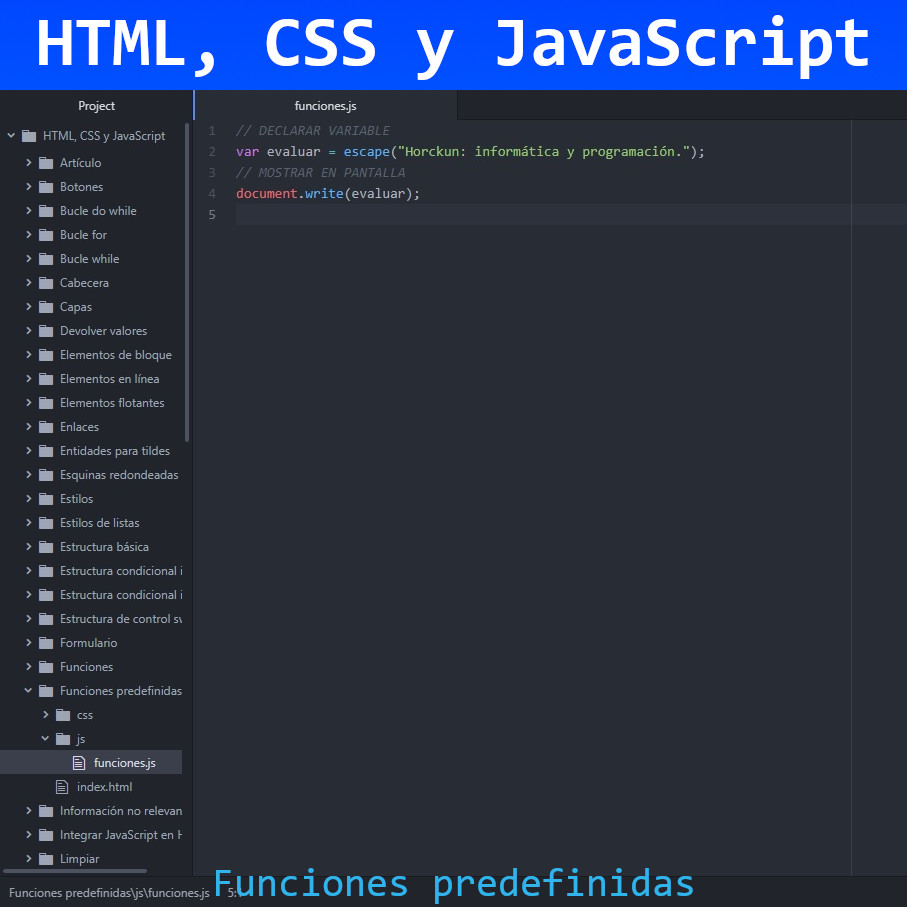 HTML, CSS y JavaScript
Project
HTML, CSS y JavaScript
Artículo
Botones
Bucle do while
Bucle for
Bucle while
Cabecera
Capas
Devolver valores
Elementos de bloque
Elementos en línea
Elementos flotantes
Enlaces
Entidades para tildes
Esquinas redondeadas
Estilos
Estilos de listas
Estructura básica
Estructura condicional i
Estructura condicional i
Estructura de control sw
Formulario
Funciones
Funciones predefinidas
css
js
funciones.js
index.html
Información no relevan
Integrar JavaScript en H
Limpiar
funciones.js
1 // DECLARAR VARIABLE
2 var evaluar = escape("Horckun: informática y programación.");
3 // MOSTRAR EN PANTALLA
4 document.write(evaluar);
5
Funciones predefinidas\js\funciones.js
Funciones predefinidas